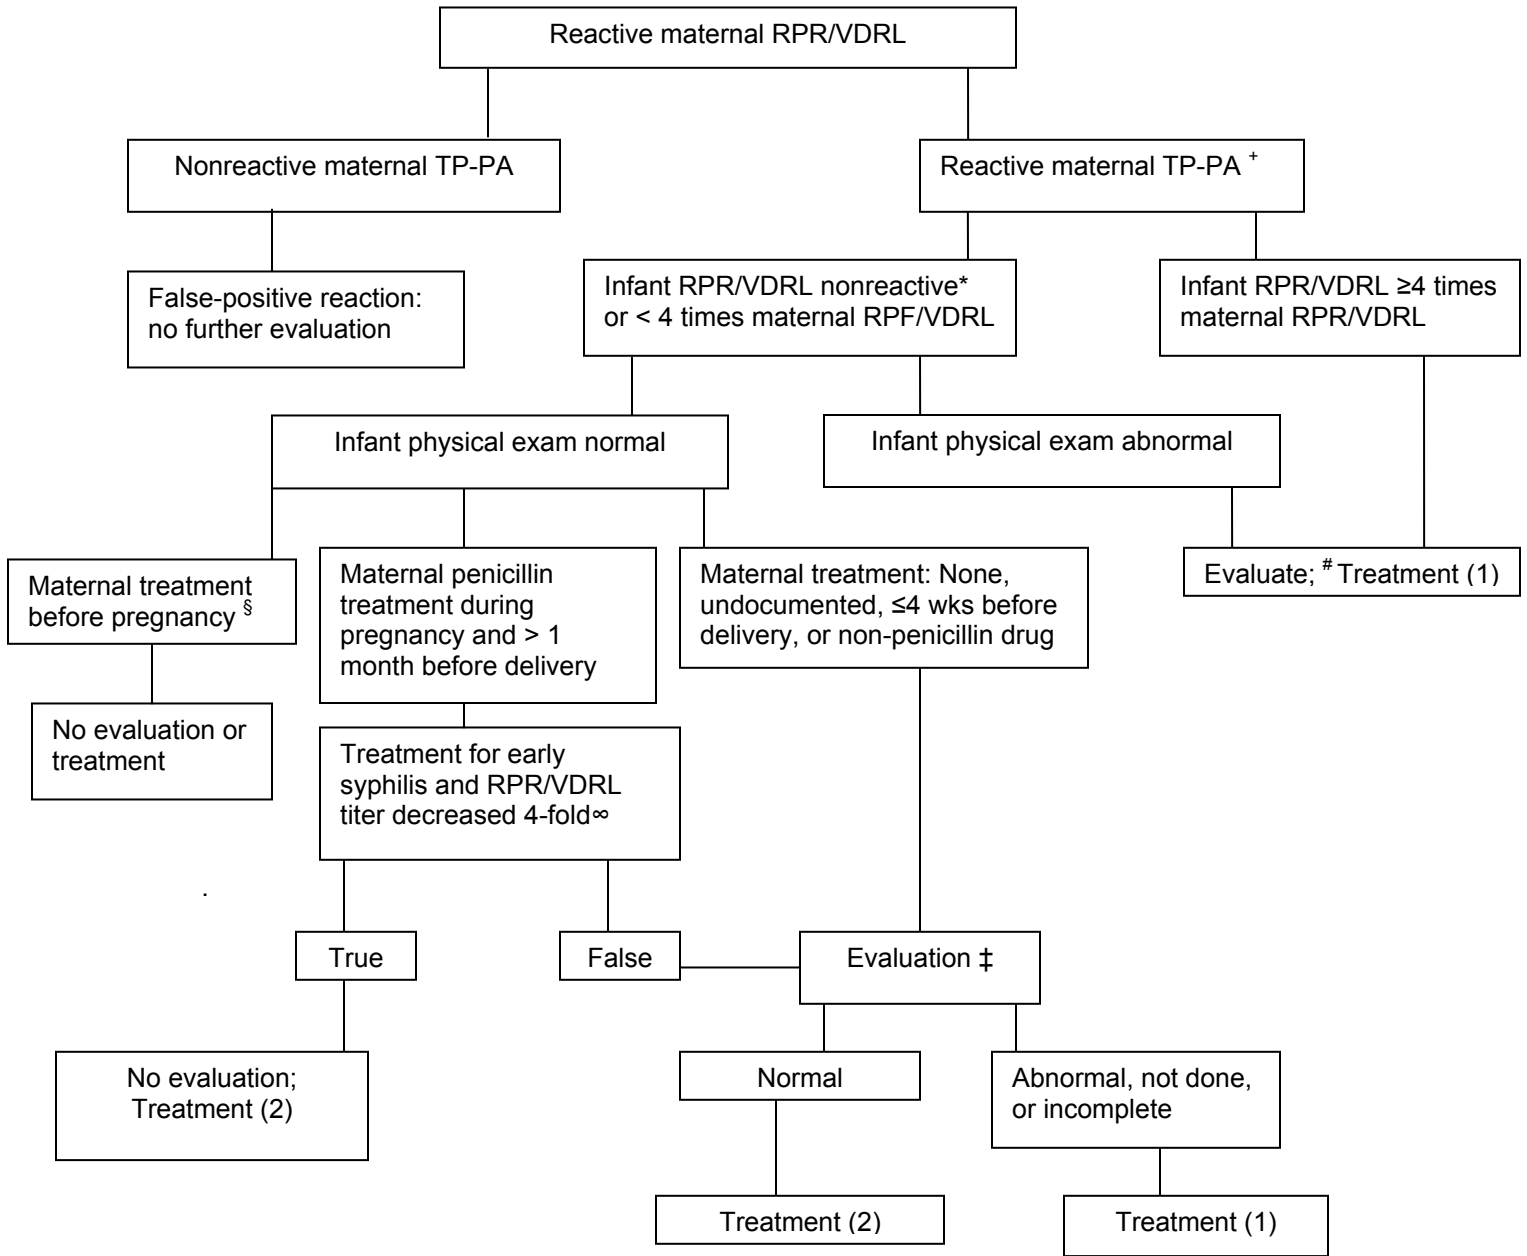 Reactive maternal RPR/VDRL
Nonreactive maternal TP-PA
Reactive maternal TP-PA +
False-positive reaction:
no further evaluation
Infant RPR/VDRL nonreactive*
or < 4 times maternal RPF/VDRL
Infant RPR/VDRL ≥4 times
maternal RPR/VDRL
Infant physical exam normal
Infant physical exam abnormal
Maternal treatment
before pregnancy §
Maternal penicillin
treatment during
pregnancy and > 1
month before delivery
Maternal treatment: None,
undocumented, ≤4 wks before
delivery, or non-penicillin drug
Evaluate; # Treatment (1)
No evaluation or
treatment
Treatment for early
syphilis and RPR/VDRL
titer decreased 4-fold∞
.
True
False
Evaluation ‡
No evaluation;
Treatment (2)
Normal
Abnormal, not done,
or incomplete
Treatment (2)
Treatment (1)